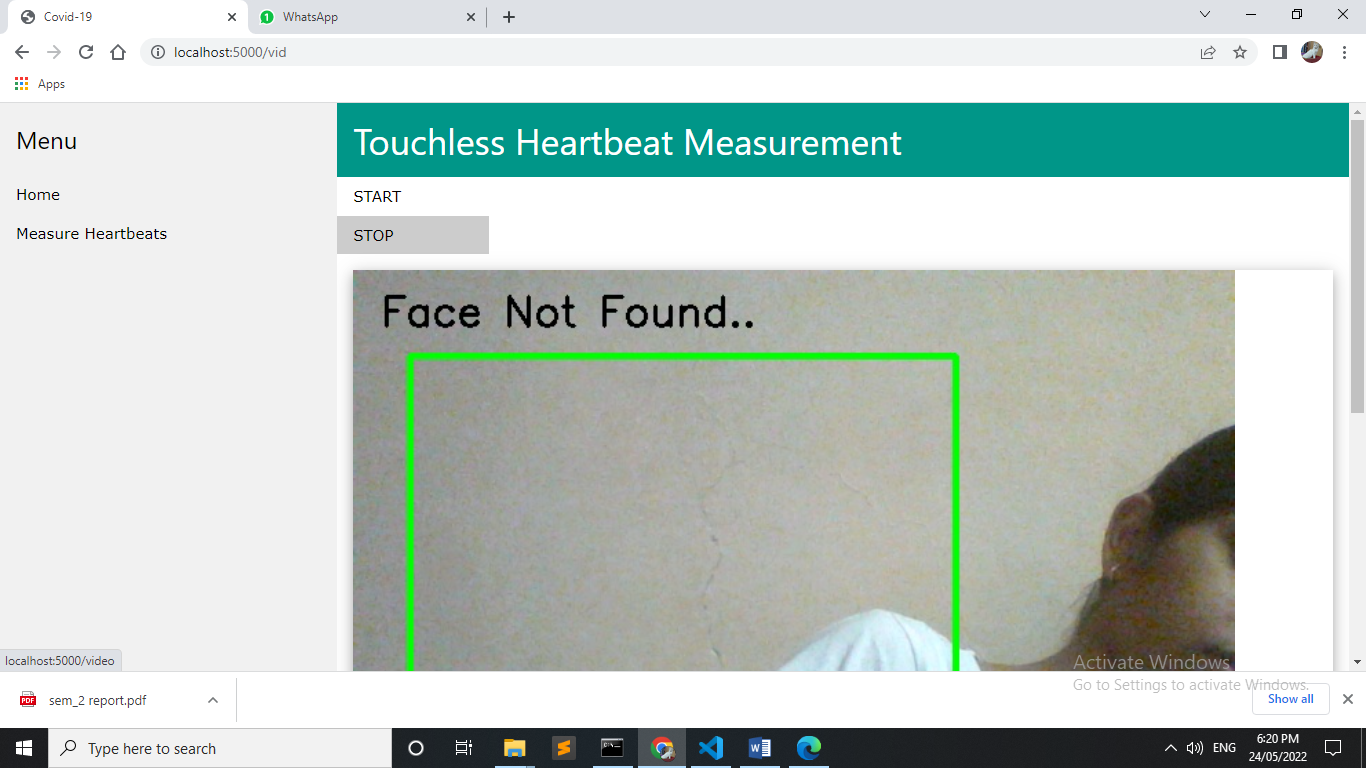 Covid-19
1 WhatsApp
localhost:5000/vid
Apps
Menu
Home
Measure Heartbeats
Touchless Heartbeat Measurement
START
STOP
Face Not Found..
localhost:5000/video
Activate Windows
Go to Settings to activate Windows.
PDF sem_2 report.pdf
Show all
Type here to search
ENG
6:20 PM
24/05/2022